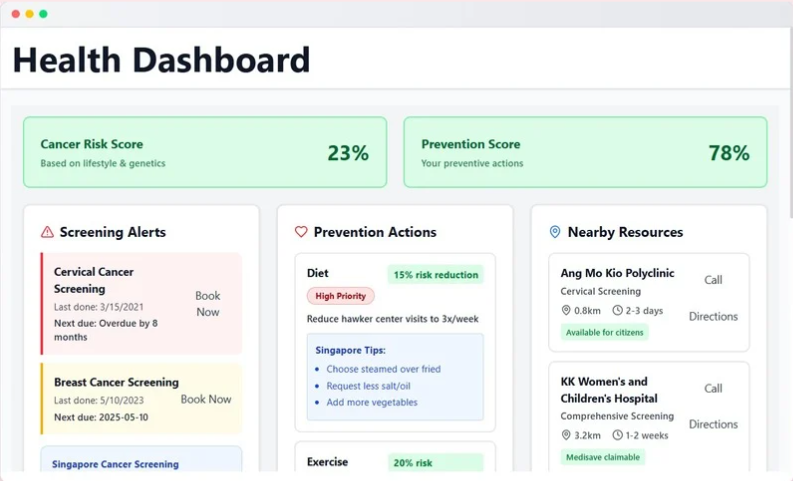 Health Dashboard
Cancer Risk Score
Based on lifestyle & genetics
23%
Prevention Score
Your preventive actions
78%
Screening Alerts
Cervical Cancer
Screening
Last done: 3/15/2021
Next due: Overdue by 8
months
Book
Now
Breast Cancer Screening
Last done: 5/10/2023
Next due: 2025-05-10
Book Now
Singapore Cancer Screening
Prevention Actions
Diet
15% risk reduction
High Priority
Reduce hawker center visits to 3x/week
Singapore Tips:
Choose steamed over fried
Request less salt/oil
Add more vegetables
Exercise
20% risk
Nearby Resources
Ang Mo Kio Polyclinic
Cervical Screening
0.8km 2-3 days
Available for citizens
Call
Directions
KK Women's and
Children's Hospital
Comprehensive Screening
3.2km 1-2 weeks
Medisave claimable
Call
Directions